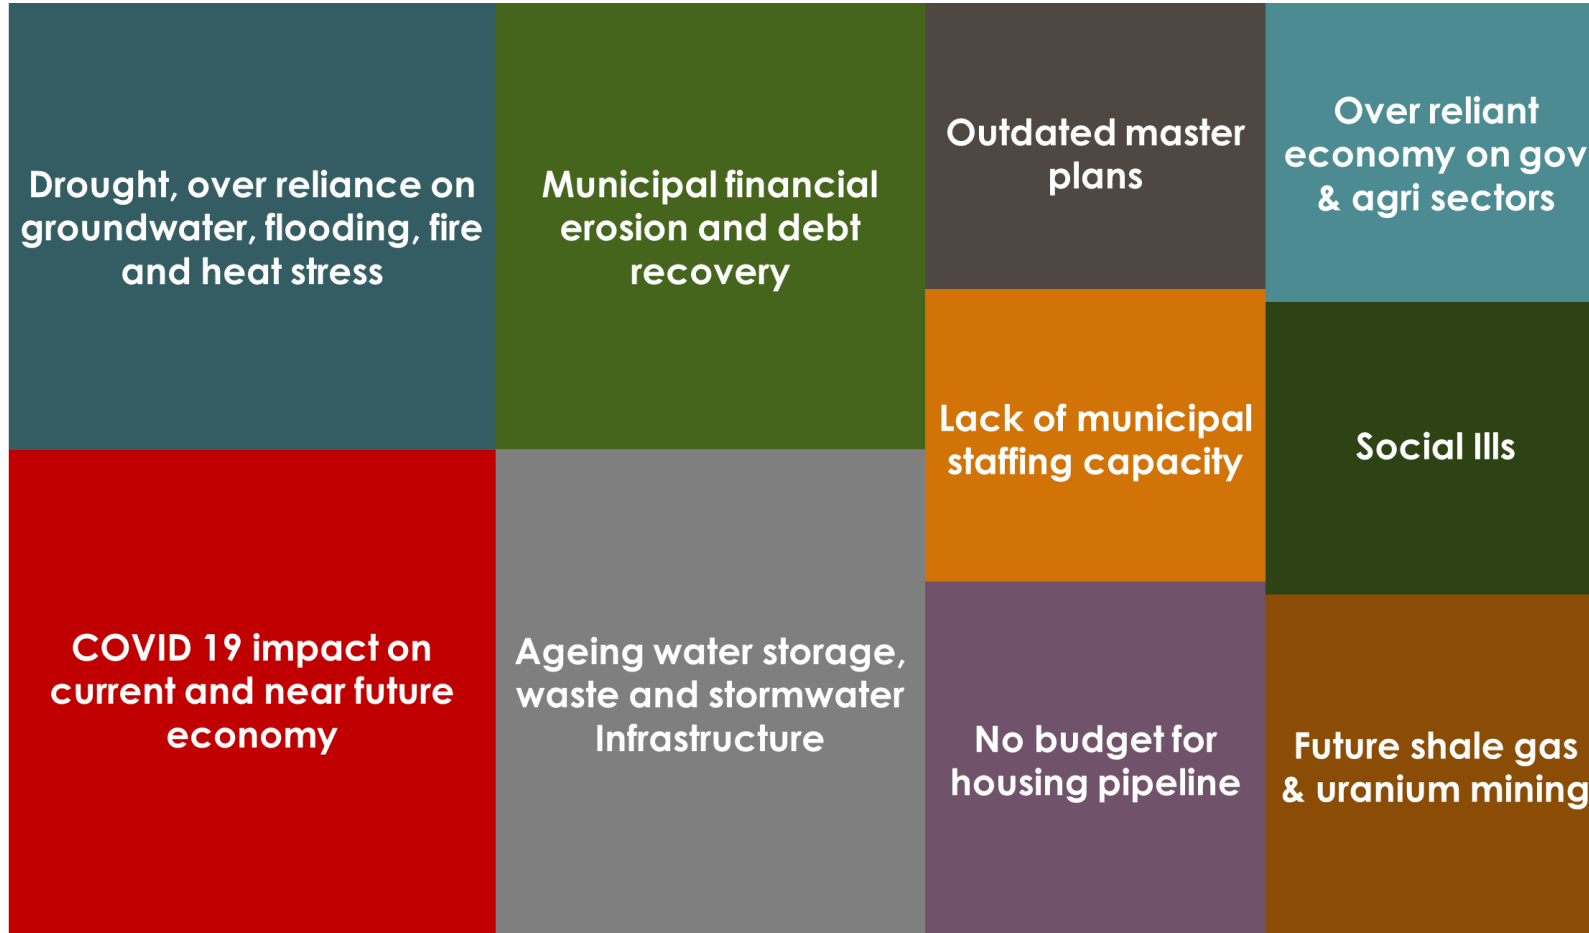 Drought, over reliance on
groundwater, flooding, fire
and heat stress
Municipal financial
erosion and debt
recovery
Outdated master
plans
Over reliant
economy on gov
& agri sectors
Lack of municipal
staffing capacity
Social Ills
COVID 19 impact on
current and near future
economy
Ageing water storage,
waste and stormwater
Infrastructure
No budget for
housing pipeline
Future shale gas
& uranium mining